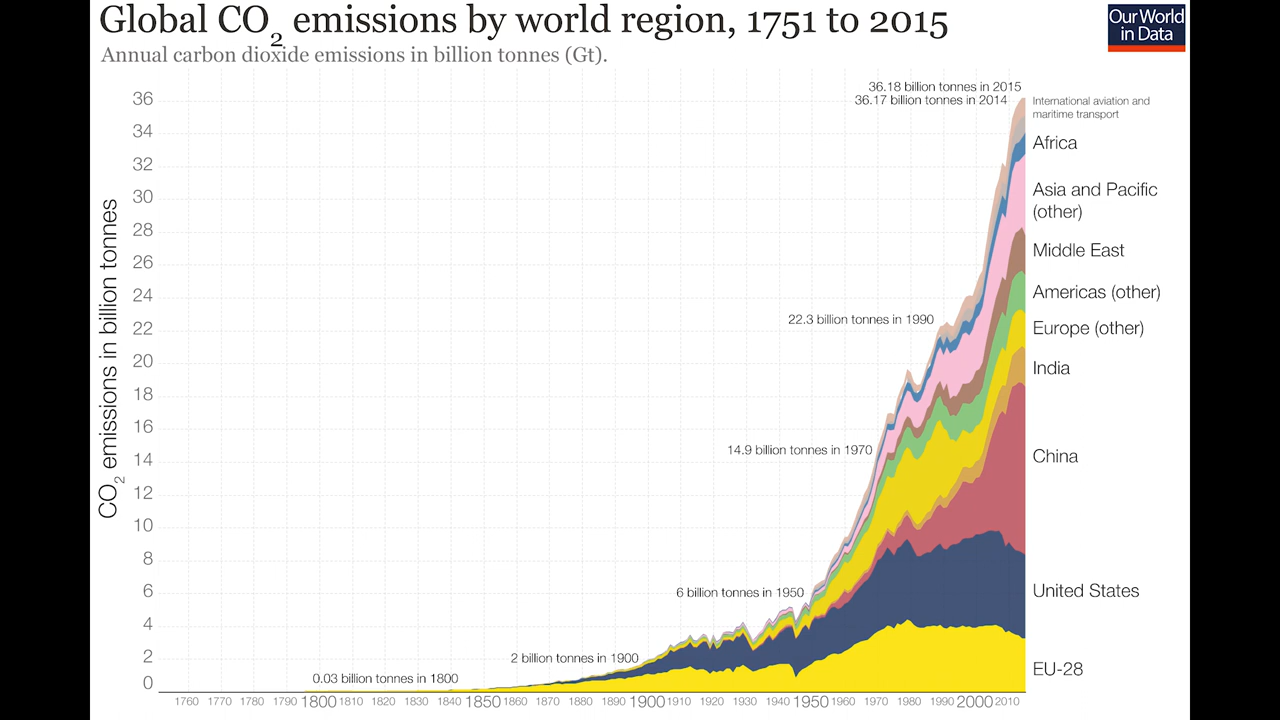 Global CO2 emissions by world region, 1751 to 2015
Annual carbon dioxide emissions in billion tonnes (Gt).
Our World
in Data
36.18 billion tonnes in 2015
36.17 billion tonnes in 2014
International aviation and
maritime transport
Africa
Asia and Pacific
(other)
Middle East
Americas (other)
22.3 billion tonnes in 1990
Europe (other)
India
14.9 billion tonnes in 1970
China
6 billion tonnes in 1950
United States
2 billion tonnes in 1900
EU-28
0.03 billion tonnes in 1800
CO2 emissions in billion tonnes
36
34
32
30
28
26
24
22
20
18
16
14
12
10
8
6
4
2
0
1760 1770 1780 1790 1800 1810 1820 1830 1840 1850 1860 1870 1880 1890 1900 1910 1920 1930 1940 1950 1960 1970 1980 1990 2000 2010